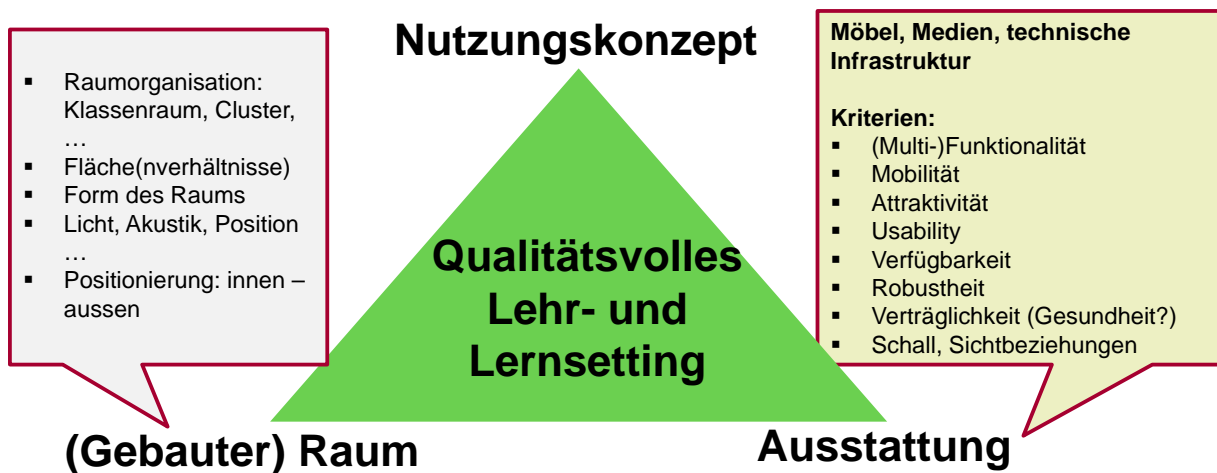 Nutzungskonzept
Raumorganisation:
Klassenraum, Cluster,
…
Fläche(nverhältnisse)
Form des Raums
Licht, Akustik, Position
…
Positionierung: innen –
aussen
Möbel, Medien, technische
Infrastruktur
Kriterien:
(Multi-)Funktionalität
Mobilität
Attraktivität
Usability
Verfügbarkeit
Robustheit
Verträglichkeit (Gesundheit?)
Schall, Sichtbeziehungen
Qualitätsvolles
Lehr- und
Lernsetting
(Gebauter) Raum
Ausstattung